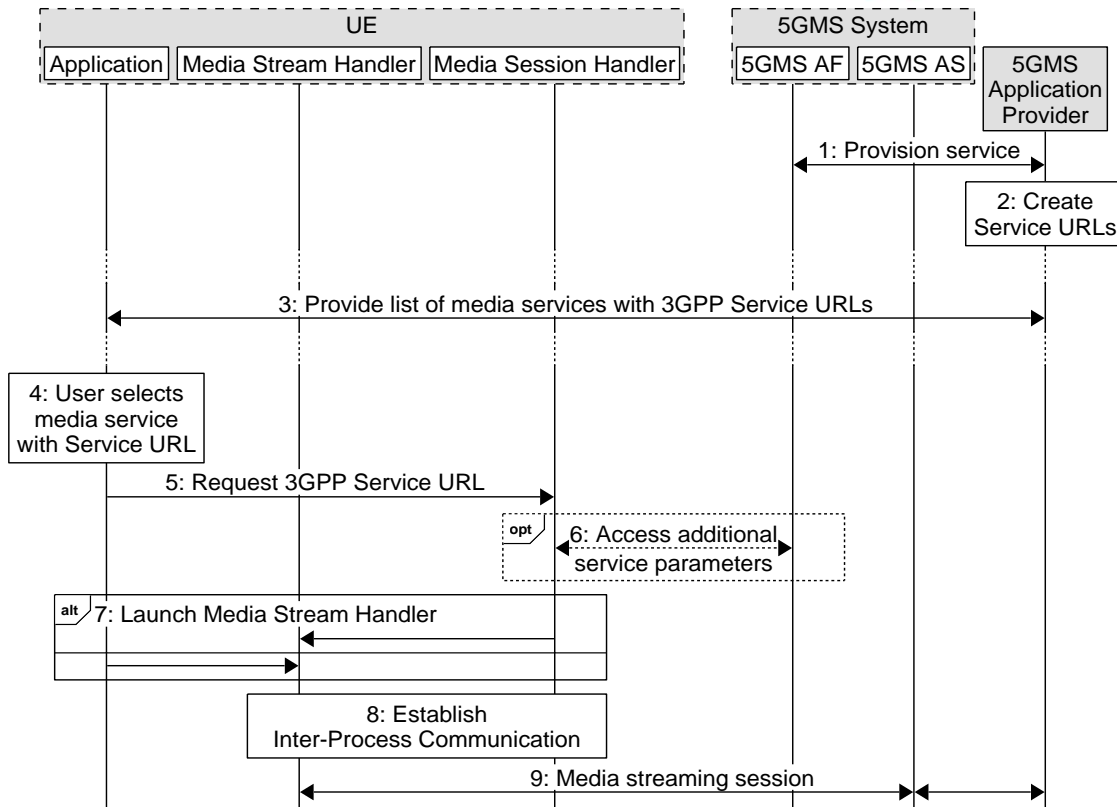 UE
5GMS System
Application
Media Stream Handler
Media Session Handler
5GMS AF
5GMS AS
5GMS
Application
Provider
1: Provision service
2: Create
Service URLs
3: Provide list of media services with 3GPP Service URLs
4: User selects
media service
with Service URL
5: Request 3GPP Service URL
opt
6: Access additional
service parameters
alt
7: Launch Media Stream Handler
8: Establish
Inter-Process Communication
9: Media streaming session